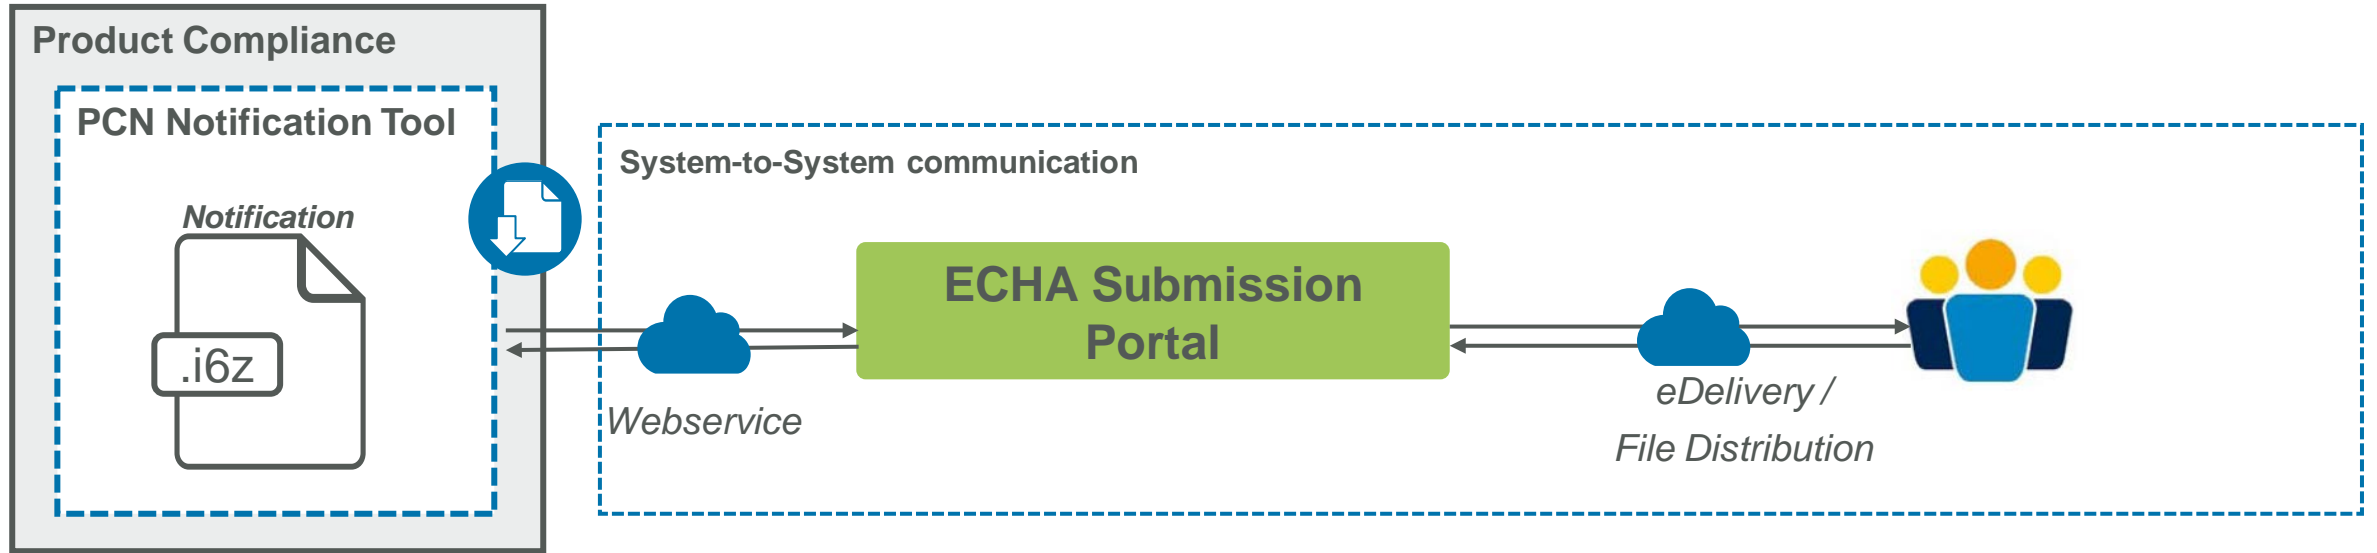 Product Compliance
PCN Notification Tool
Notification
.i6z
System-to-System communication
Webservice
ECHA Submission
Portal
eDelivery /
File Distribution